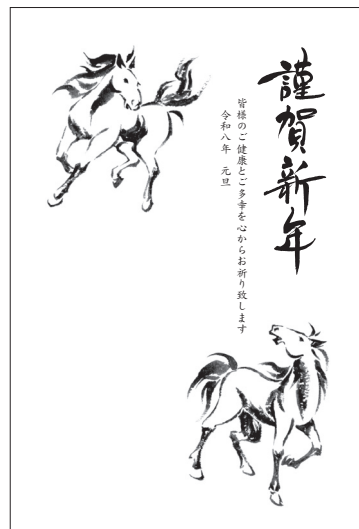 謹賀新年
皆様のご健康とご多幸を心からお祈り致します
令和八年　元旦